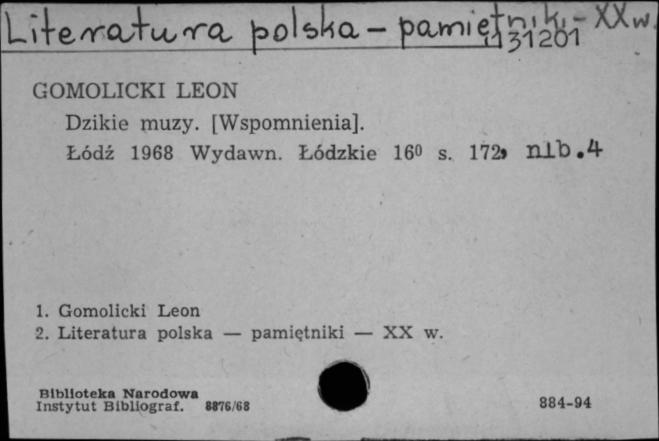 Literatura polska – pamiętniki – XX w.
1131201
GOMOLICKI LEON
Dzikie muzy. [Wspomnienia].
Łódź 1968 Wydawn. Łódzkie 16⁰ s. 172, nlb.4
1. Gomolicki Leon
2. Literatura polska — pamiętniki — XX w.
Biblioteka Narodowa
Instytut Bibliograf. 8876/68
884-94